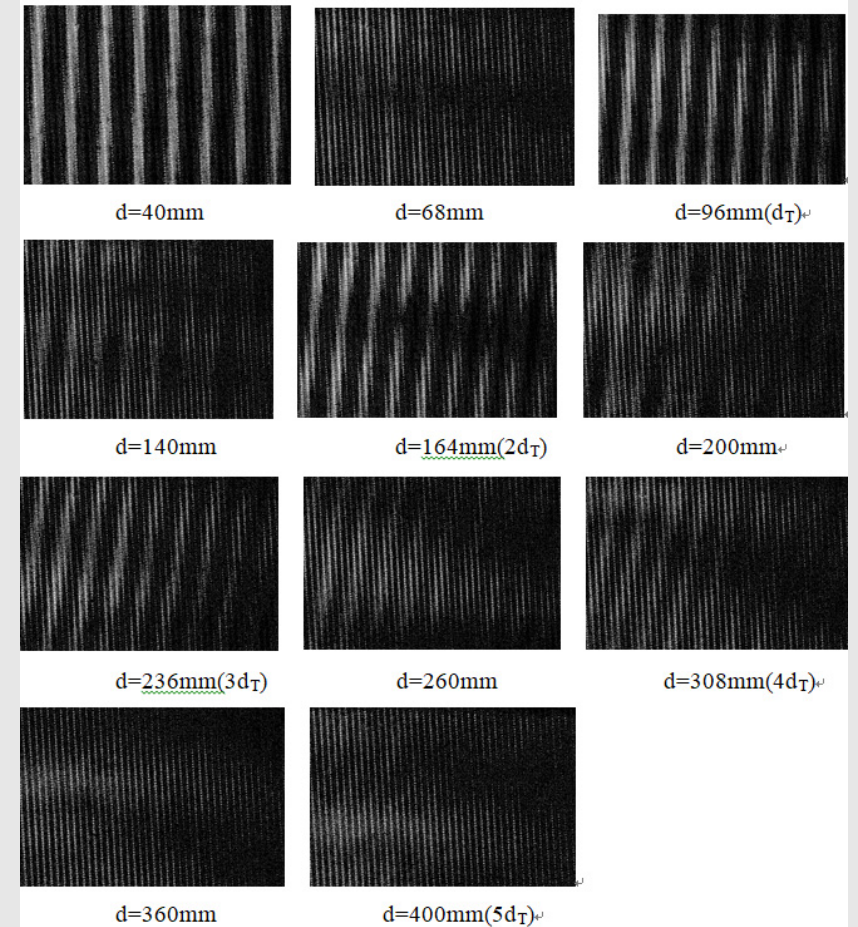 d=40mm d=68mm d=96mm(dT)↵
d=140mm d=164mm(2dT) d=200mm↵
d=236mm(3dT) d=260mm d=308mm(4dT)↵
d=360mm d=400mm(5dT)↵